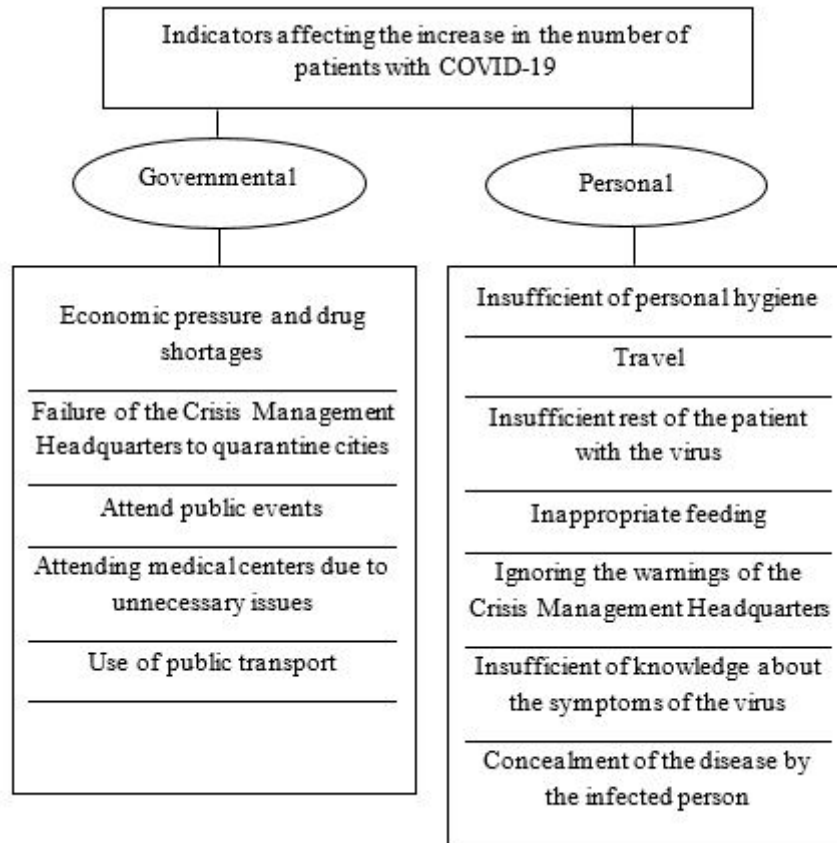 Indicators affecting the increase in the number of
patients with COVID-19
Governmental
Personal
Economic pressure and drug
shortages
Failure of the Crisis Management
Headquarters to quarantine cities
Attend public events
Attending medical centers due to
unnecessary issues
Use of public transport
Insufficient of personal hygiene
Travel
Insufficient rest of the patient
with the virus
Inappropriate feeding
Ignoring the warnings of the
Crisis Management Headquarters
Insufficient of knowledge about
the symptoms of the virus
Concealment of the disease by
the infected person